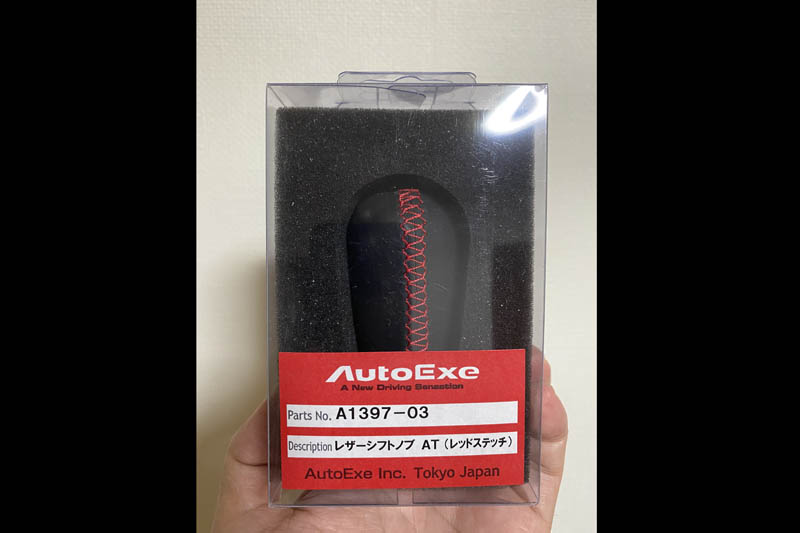 AutoExe
A New Driving Sensation
Parts No. A1397-03
Description レザーシフトノブ AT (レッドステッチ)
AutoExe Inc. Tokyo Japan